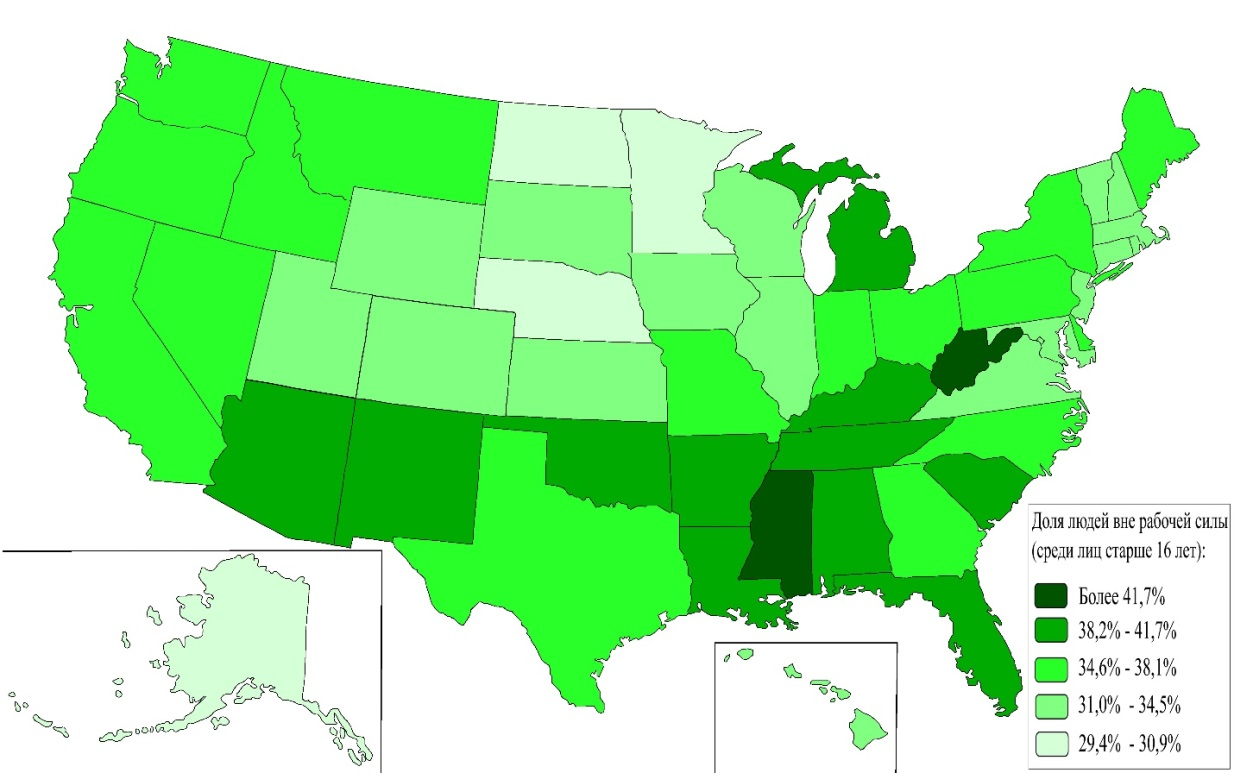 Доля людей вне рабочей силы
(среди лиц старше 16 лет):
Более 41,7%
38,2% - 41,7%
34,6% - 38,1%
31,0% - 34,5%
29,4% - 30,9%